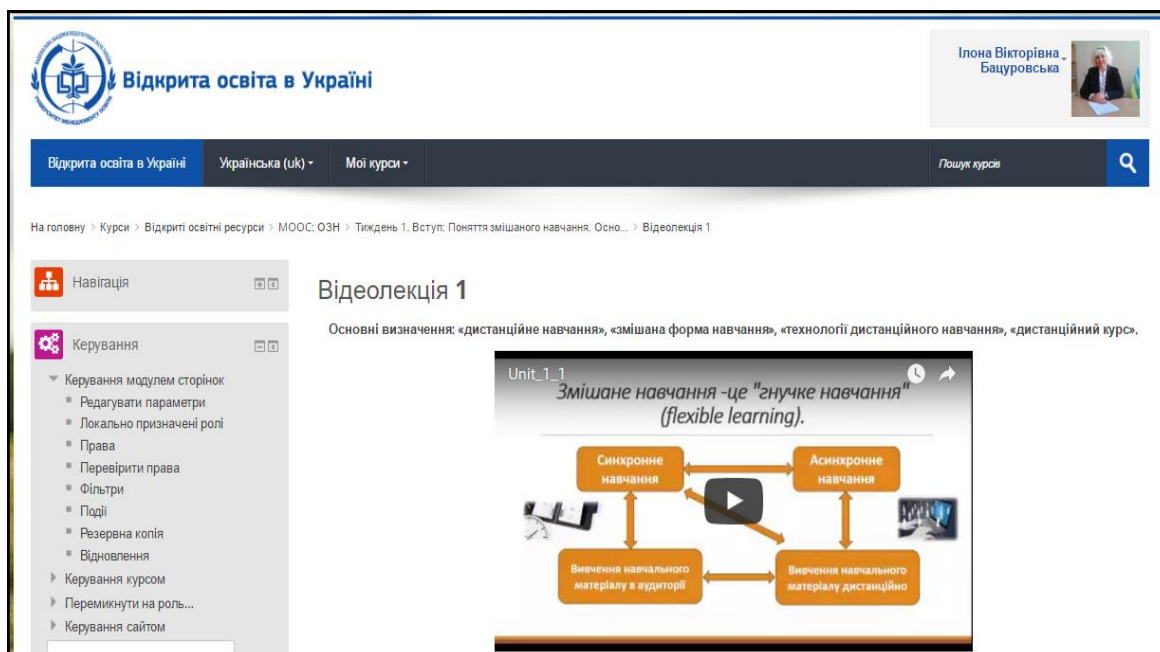 Відкрита освіта в Україні
Ілона Вікторівна
Бацуровська
Відкрита освіта в Україні
Українська (uk)
Мої курси
Пошук курсів
На головну > Курси > Відкриті освітні ресурси > МООС: ОЗН > Тиждень 1. Вступ: Поняття змішаного навчання. Осно... > Відеолекція 1
Навігація
Керування
Керування модулем сторінок
Редагувати параметри
Локально призначені ролі
Права
Перевірити права
Фільтри
Події
Резервна копія
Відновлення
Керування курсом
Перемикнути на роль...
Керування сайтом
Відеолекція 1
Основні визначення: «дистанційне навчання», «змішана форма навчання», «технології дистанційного навчання», «дистанційний курс».
Unit_1_1
Змішане навчання -це "гнучке навчання"
(flexible learning).
Синхронне
навчання
Асинхронне
навчання
Вивчення навчального
матеріалу в аудиторії
Вивчення навчального
матеріалу дистанційно